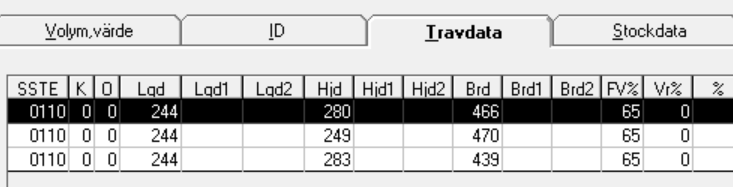 Volym,värde ID Travdata Stockdata
SSTE K O Lgd Lgd1 Lgd2 Hjd Hjd1 Hjd2 Brd Brd1 Brd2 FV% Vr% %
0110 0 0 244 280 466 65 0
0110 0 0 244 249 470 65 0
0110 0 0 244 283 439 65 0